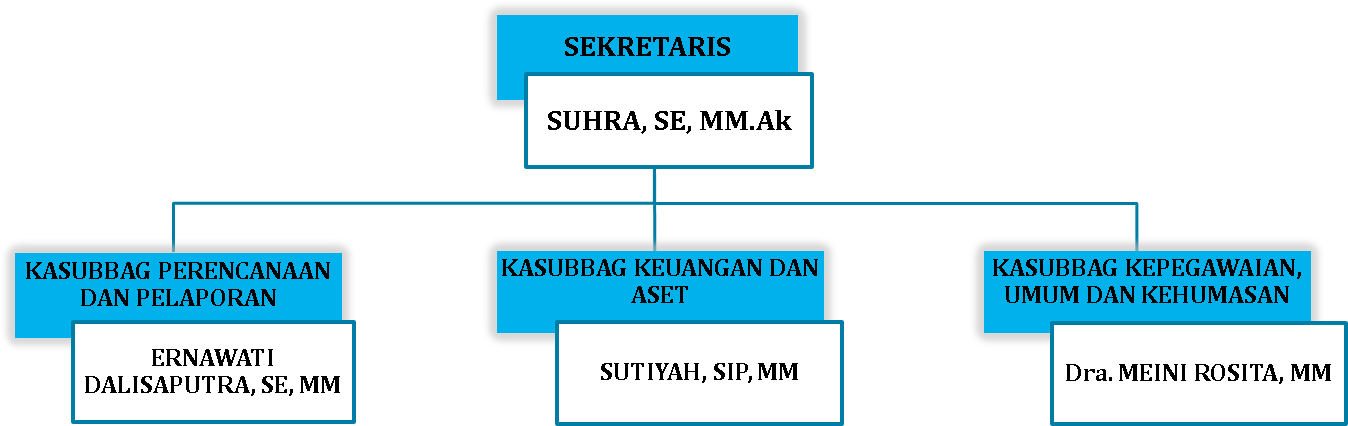 SEKRETARIS
SUHRA, SE, MM.Ak
KASUBBAG PERENCANAAN
DAN PELAPORAN
ERNAWATI
DALISAPUTRA, SE, MM
KASUBBAG KEUANGAN DAN
ASET
SUTIYAH, SIP, MM
KASUBBAG KEPEGAWAIAN,
UMUM DAN KEHUMASAN
Dra. MEINI ROSITA, MM